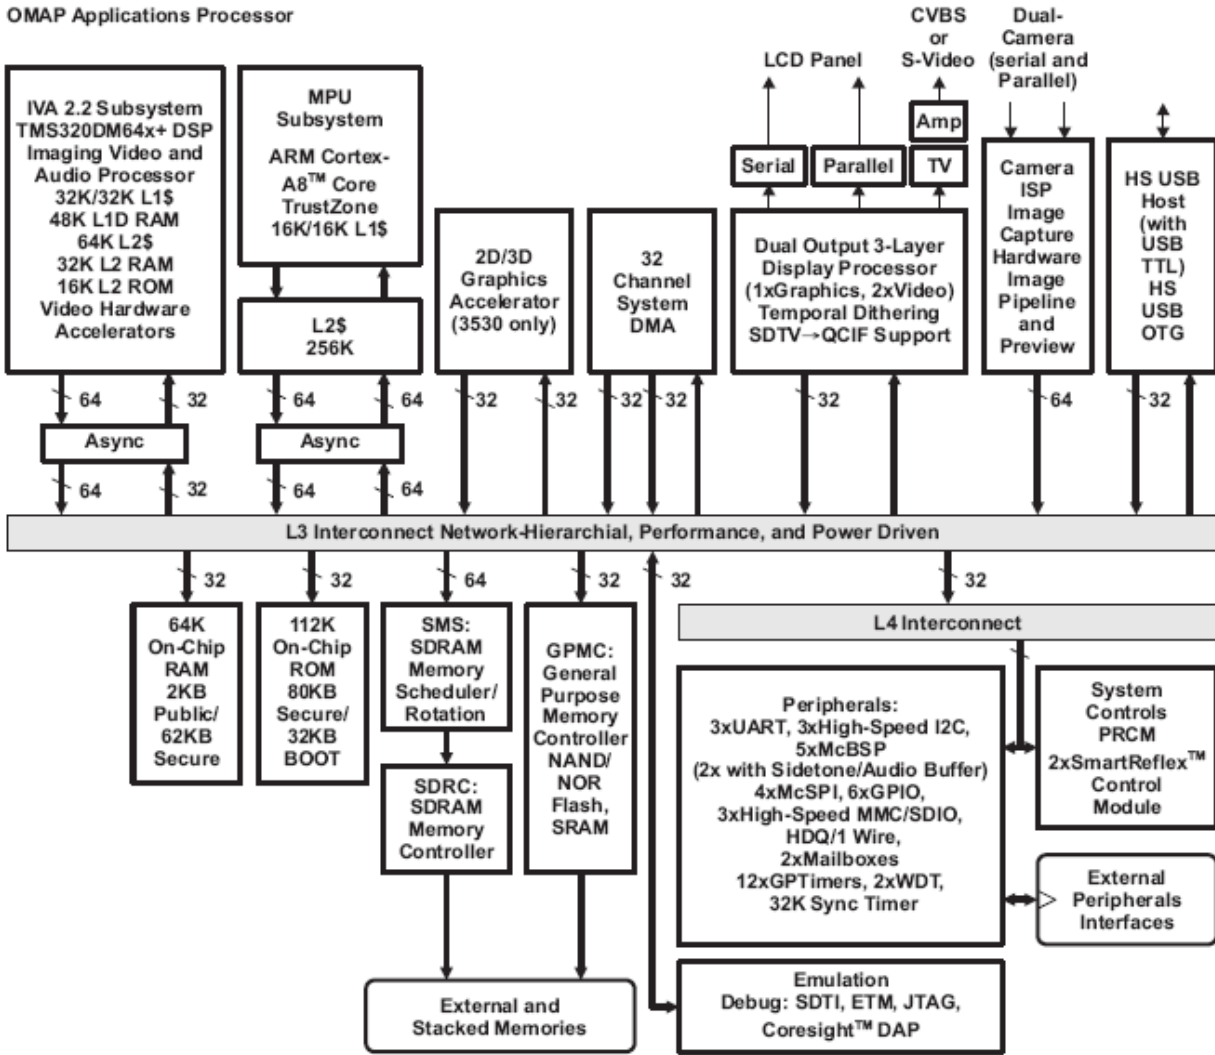 OMAP Applications Processor
CVBS
or
S-Video
Dual-
Camera
(serial and
Parallel)
LCD Panel
Amp
Serial
Parallel
TV
IVA 2.2 Subsystem
TMS320DM64x+ DSP
Imaging Video and
Audio Processor
32K/32K L1$
48K L1D RAM
64K L2$
32K L2 RAM
16K L2 ROM
Video Hardware
Accelerators
MPU
Subsystem
ARM Cortex-
A8™ Core
TrustZone
16K/16K L1$
L2$
256K
2D/3D
Graphics
Accelerator
(3530 only)
32
Channel
System
DMA
Dual Output 3-Layer
Display Processor
(1xGraphics, 2xVideo)
Temporal Dithering
SDTV→QCIF Support
Camera
ISP
Image
Capture
Hardware
Image
Pipeline
and
Preview
HS USB
Host
(with
USB
TTL)
HS
USB
OTG
64
32
64
64
32
32
32
32
32
64
32
Async
Async
64
32
64
64
L3 Interconnect Network-Hierarchial, Performance, and Power Driven
32
32
64
32
32
32
64K
On-Chip
RAM
2KB
Public/
62KB
Secure
112K
On-Chip
ROM
80KB
Secure/
32KB
BOOT
SMS:
SDRAM
Memory
Scheduler/
Rotation
SDRC:
SDRAM
Memory
Controller
GPMC:
General
Purpose
Memory
Controller
NAND/
NOR
Flash,
SRAM
L4 Interconnect
Peripherals:
3xUART, 3xHigh-Speed I2C,
5xMcBSP
(2x with Sidetone/Audio Buffer)
4xMcSPI, 6xGPIO,
3xHigh-Speed MMC/SDIO,
HDQ/1 Wire,
2xMailboxes
12xGPTimers, 2xWDT,
32K Sync Timer
System
Controls
PRCM
2xSmartReflex™
Control
Module
External
Peripherals
Interfaces
Emulation
Debug: SDTI, ETM, JTAG,
Coresight™ DAP
External and
Stacked Memories